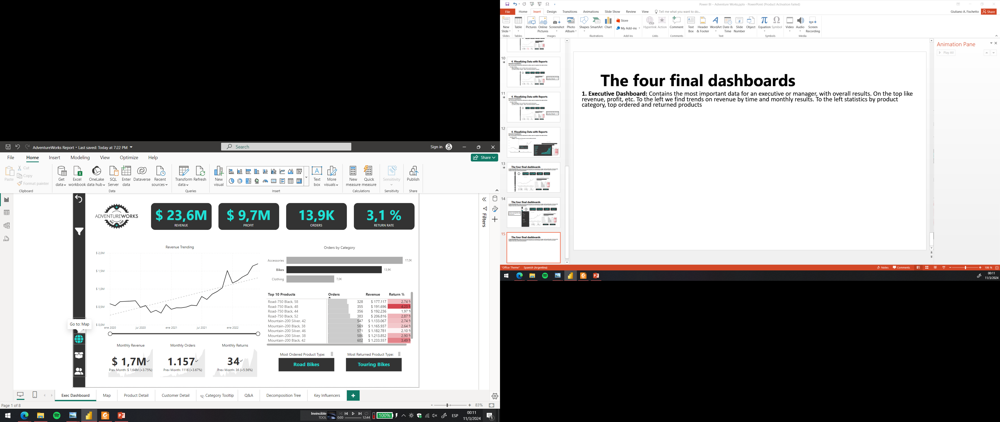 AdventureWorks Report • Last saved: Today at 7:22 PM
Search
Sign in
File Home Insert Modeling View Optimize Help
Share
Paste
Cut
Copy
Format painter
Clipboard
Get data
Excel workbook
OneLake data hub
SQL Server
Enter data
Dataverse
Recent sources
Data
Transform data
Refresh
Queries
New visual
Text box
More visuals
Insert
New measure
Quick measure
Calculations
Sensitivity
Sensitivity
Publish
Share
ADVENTUREWORKS
BIKE SHOP
$ 23,6M
REVENUE
$ 9,7M
PROFIT
13,9K
ORDERS
3,1 %
RETURN RATE
Filters
Revenue Trending
$ 2,0M
$ 1,5M
$ 1,0M
$ 0,5M
$ 0,0M
ene 2020 jul 2020 ene 2021 jul 2021 ene 2022
Go to: Map
Orders by Category
Accessories 17,0K
Bikes 13,9K
Clothing 7,0K
Top 10 Products Orders Revenue Return %
Road-750 Black, 58 328 $ 177.117 2,74 %
Road-750 Black, 48 355 $ 191.696 4,23 %
Road-750 Black, 44 356 $ 192.236 1,97 %
Road-750 Black, 52 383 $ 206.816 2,87 %
Mountain-200 Silver, 42 547 $ 1.133.067 2,74 %
Mountain-200 Black, 38 569 $ 1.165.937 2,64 %
Mountain-200 Silver, 46 571 $ 1.182.781 2,10 %
Mountain-200 Silver, 38 586 $ 1.213.852 2,90 %
Mountain-200 Black, 42 602 $ 1.233.557 3,49 %
Monthly Revenue
$ 1,7M
Prev Month: $ 1,64M (+3.75%)
Monthly Orders
1.157
Prev Month: 1116 (+3.67%)
Monthly Returns
34
Prev Month: 36 (+5.56%)
Most Ordered Product Type:
Road Bikes
Most Returned Product Type:
Touring Bikes
Exec Dashboard Map Product Detail Customer Detail Category Tooltip Q&A Decomposition Tree Key Influencers
Page 1 of 8
83%
Invincible
TOOL
0:00 12:44
100%
ESP
00:11
11/3/2024
1
Power BI – Adventure Works.pptx - PowerPoint (Product Activation Failed)
File Home Insert Design Transitions Animations Slide Show Review View Tell me what you want to do...
Giuliano A. Fischetto Share
New Slide
Slides
Table
Tables
Pictures
Online Pictures
Screenshot
Photo Album
Images
Shapes
SmartArt
Chart
Illustrations
Store
My Add-ins
Add-ins
Hyperlink
Action
Links
Comment
Comments
Text Box
Header & Footer
WordArt
Date & Time
Slide Number
Object
Text
Equation
Symbol
Symbols
Video
Audio
Screen Recording
Media
10
4. Visualizing Data with Reports
11
4. Visualizing Data with Reports
12
4. Visualizing Data with Reports
13
The four final dashboards
14
The four final dashboards
15
The four final dashboards
The four final dashboards
1. Executive Dashboard: Contains the most important data for an executive or manager, with overall results. On the top like
revenue, profit, etc. To the left we find trends on revenue by time and monthly results. To the left statistics by product
category, top ordered and returned products
Animation Pane
Play All
"Office Theme" Spanish (Argentina)
Notes Comments 106 %
00:11
11/3/2024